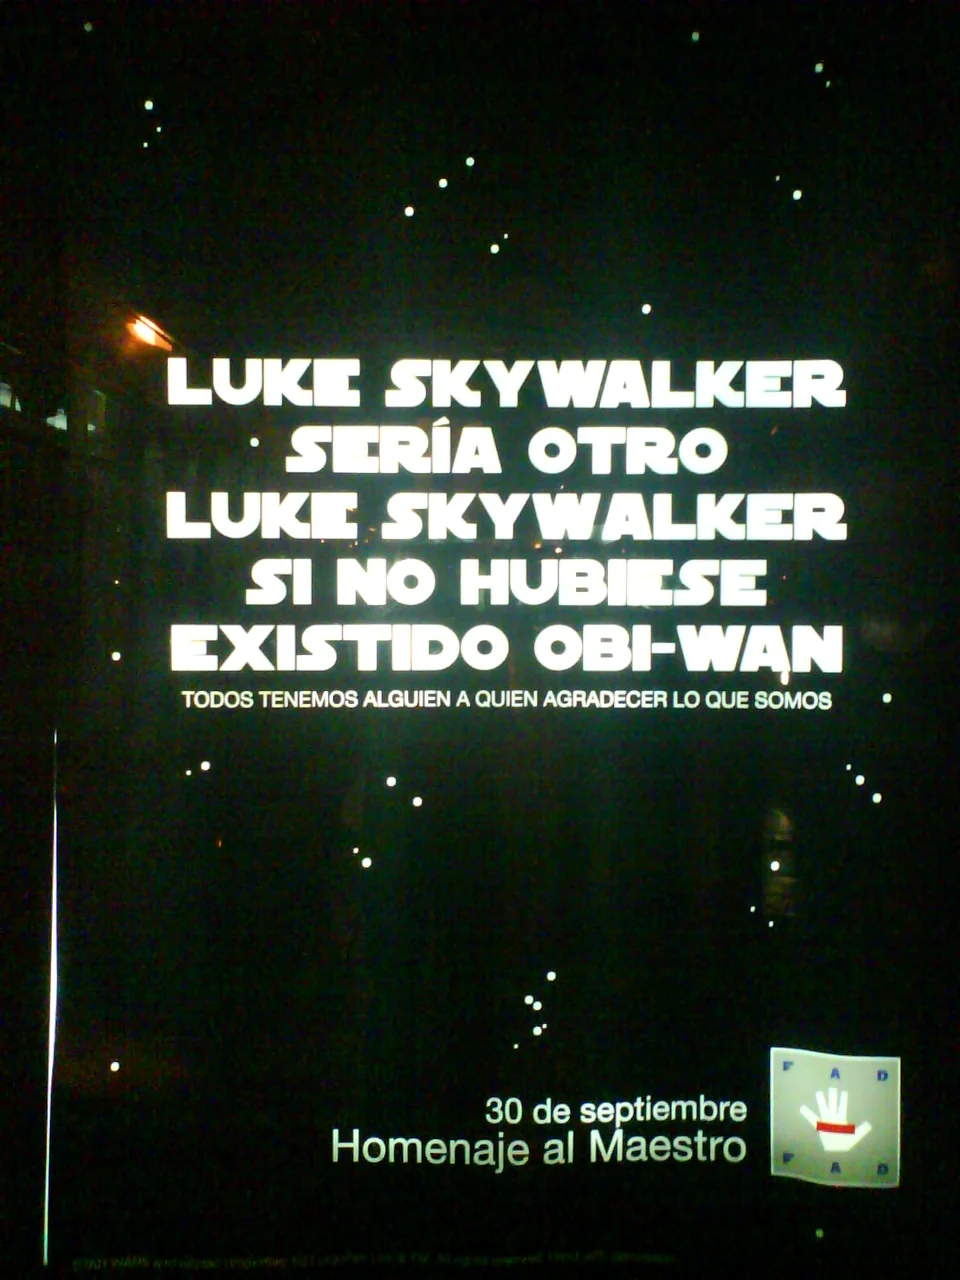 LUKE SKYWALKER
SERÍA OTRO
LUKE SKYWALKER
SI NO HUBIESE
EXISTIDO OBI-WAN
TODOS TENEMOS ALGUIEN A QUIEN AGRADECER LO QUE SOMOS
30 de septiembre
Homenaje al Maestro
F A D
F A D